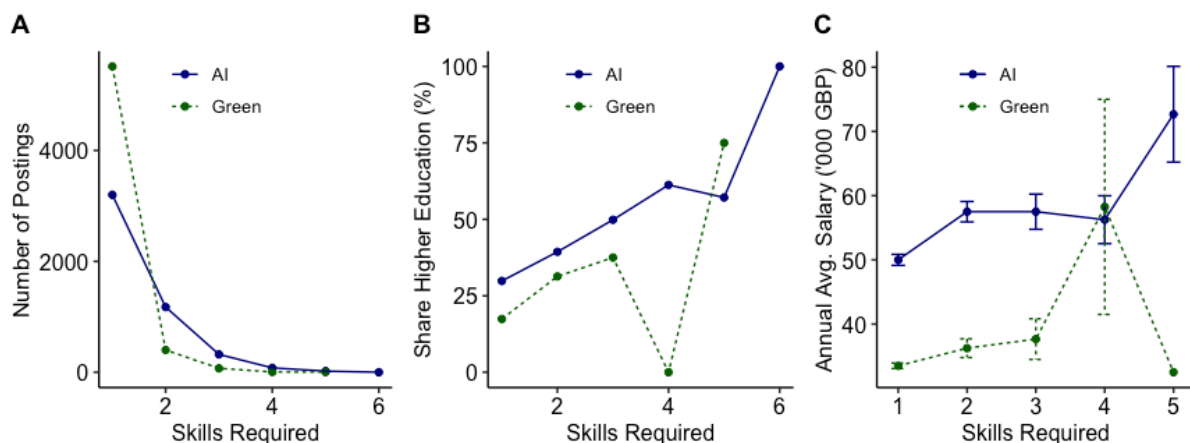 A
Number of Postings
4000
2000
0
2
4
6
Skills Required
AI
Green
B
Share Higher Education (%)
100
75
50
25
0
2
4
6
Skills Required
AI
Green
C
Annual Avg. Salary ('000 GBP)
80
70
60
50
40
1
2
3
4
5
Skills Required
AI
Green